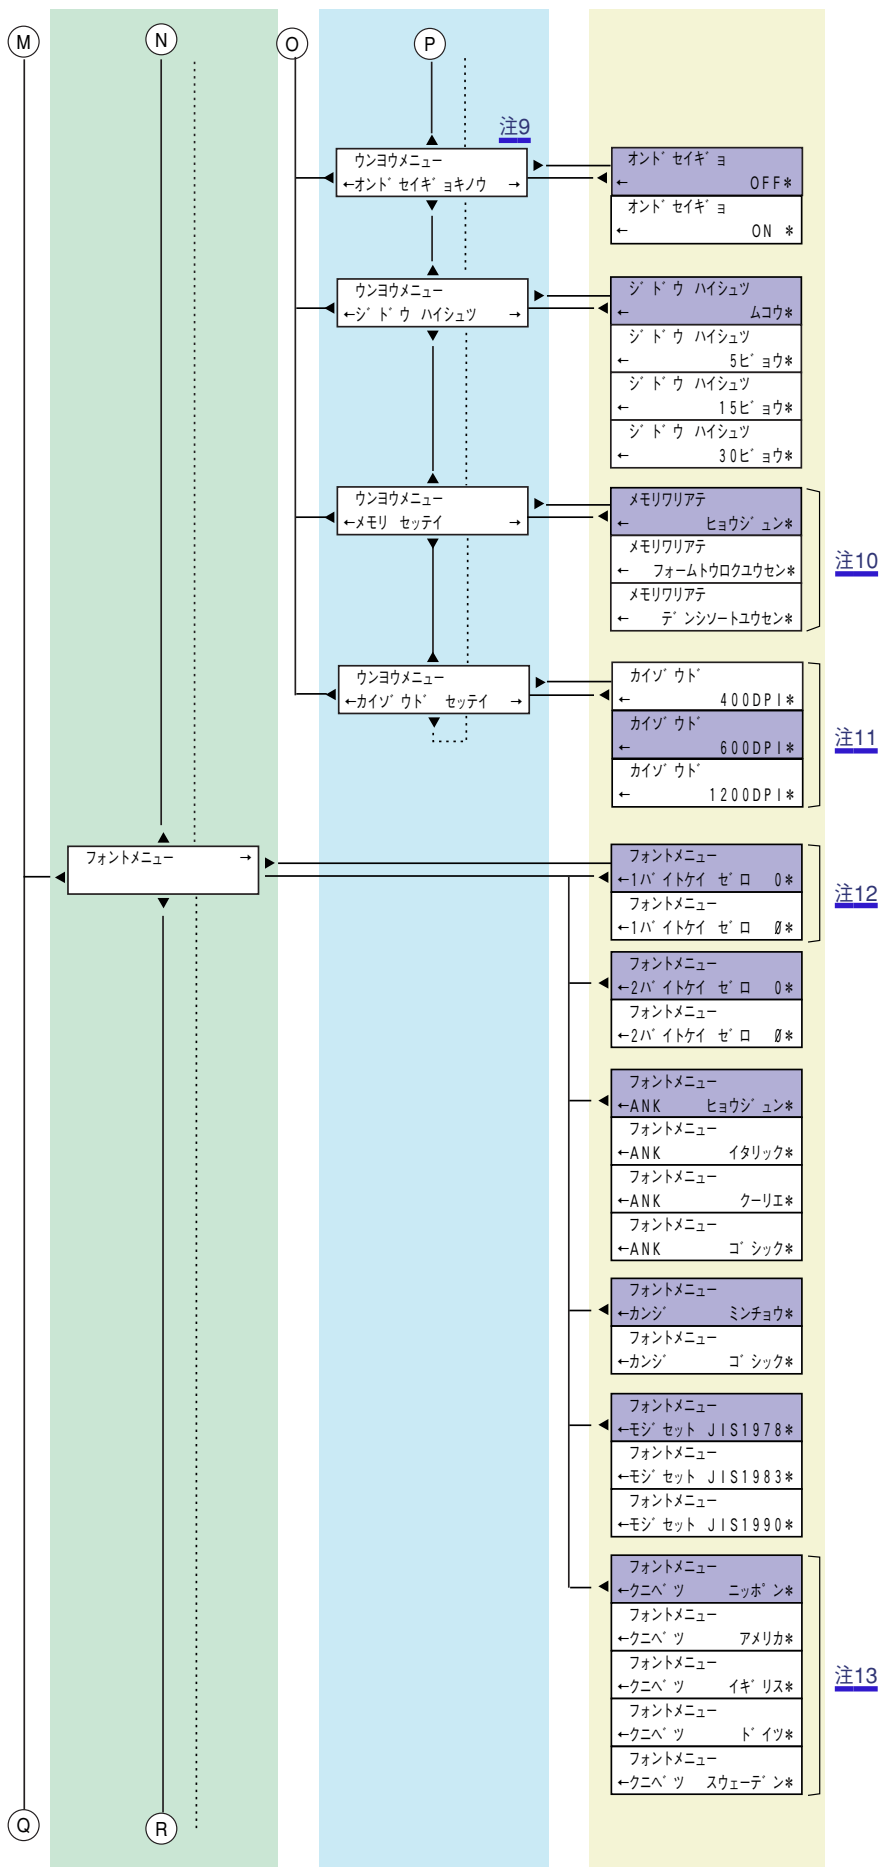 M
N
O
P
注9
ウンヨウメニュー
←オンド゛セイギ゛ョキノウ →
オンド゛セイギ゛ョ
← OFF*
オンド゛セイギ゛ョ
← ON *
ウンヨウメニュー
←ジ゛ド゛ウ ハイシュツ →
ジ゛ド゛ウ ハイシュツ
← ムコウ*
ジ゛ド゛ウ ハイシュツ
← 5ビ゛ョウ*
ジ゛ド゛ウ ハイシュツ
← 15ビ゛ョウ*
ジ゛ド゛ウ ハイシュツ
← 30ビ゛ョウ*
ウンヨウメニュー
←メモリ セッテイ →
メモリワリアテ
← ヒョウジ゛ュン*
メモリワリアテ
← フォームトウロクユウセン*
メモリワリアテ
← デ゛ンシソートユウセン*
注10
ウンヨウメニュー
←カイゾ゛ウド゛ セッテイ →
カイゾ゛ウド゛
← 400DPI*
カイゾ゛ウド゛
← 600DPI*
カイゾ゛ウド゛
← 1200DPI*
注11
フォントメニュー →
フォントメニュー
←1バ゛イトケイ ゼ゛ロ 0*
フォントメニュー
←1バ゛イトケイ ゼ゛ロ Ø*
注12
フォントメニュー
←2バ゛イトケイ ゼ゛ロ 0*
フォントメニュー
←2バ゛イトケイ ゼ゛ロ Ø*
フォントメニュー
←ANK ヒョウジ゛ュン*
フォントメニュー
←ANK イタリック*
フォントメニュー
←ANK クーリエ*
フォントメニュー
←ANK ゴ゛シック*
フォントメニュー
←カンジ゛ ミンチョウ*
フォントメニュー
←カンジ゛ ゴ゛シック*
フォントメニュー
←モジ゛セット JIS1978*
フォントメニュー
←モジ゛セット JIS1983*
フォントメニュー
←モジ゛セット JIS1990*
フォントメニュー
←クニベ゛ツ ニッポ゜ン*
フォントメニュー
←クニベ゛ツ アメリカ*
フォントメニュー
←クニベ゛ツ イギ゛リス*
フォントメニュー
←クニベ゛ツ ド゛イツ*
フォントメニュー
←クニベ゛ツ スウェーデ゛ン*
注13
Q
R